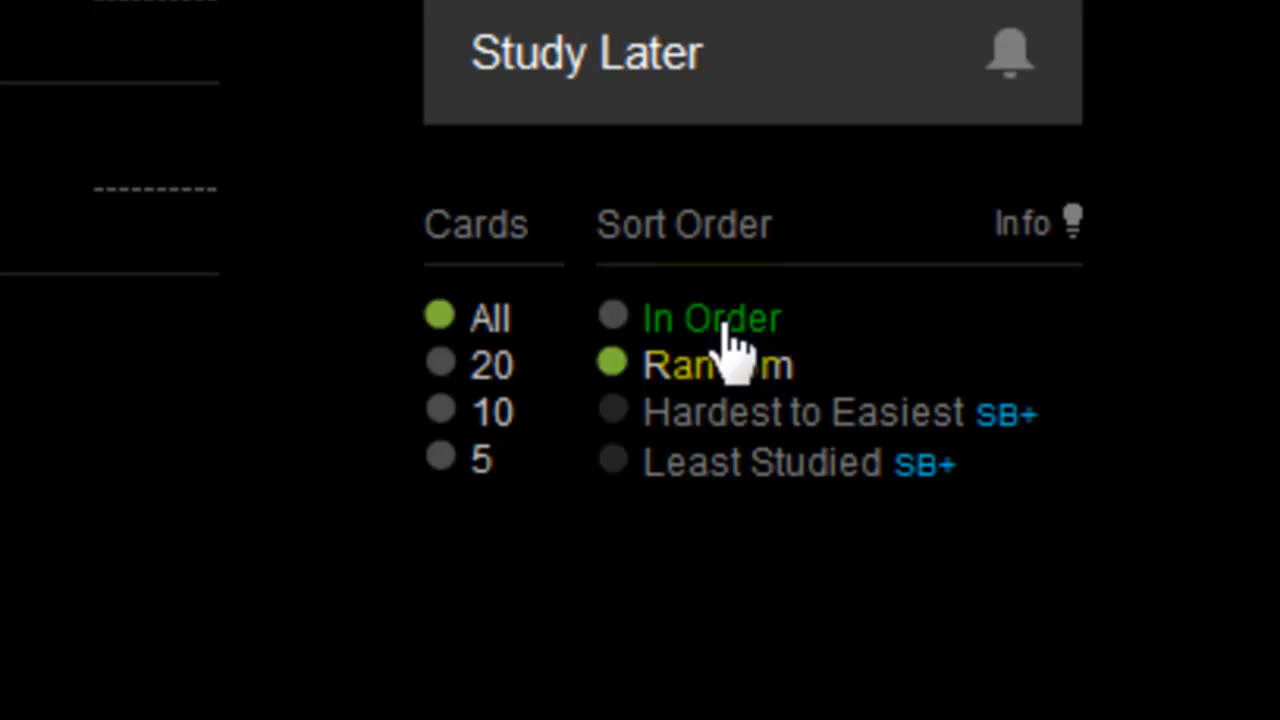 Study Later
Cards
Sort Order
Info
All
20
10
5
In Order
Hardest to Easiest SB+
Least Studied SB+